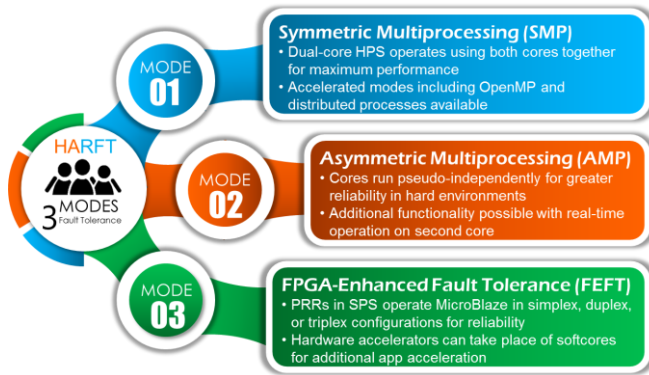 HARFT
3 MODES
Fault Tolerance
MODE
01
Symmetric Multiprocessing (SMP)
• Dual-core HPS operates using both cores together
for maximum performance
• Accelerated modes including OpenMP and
distributed processes available
MODE
02
Asymmetric Multiprocessing (AMP)
• Cores run pseudo-independently for greater
reliability in hard environments
• Additional functionality possible with real-time
operation on second core
MODE
03
FPGA-Enhanced Fault Tolerance (FEFT)
• PRRs in SPS operate MicroBlaze in simplex, duplex,
or triplex configurations for reliability
• Hardware accelerators can take place of softcores
for additional app acceleration